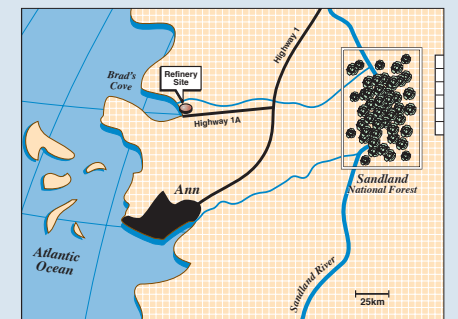 Highway 1
Brad's
Cove
Refinery
Site
Highway 1A
Ann
Sandland
National Forest
Atlantic
Ocean
Sandland River
25km